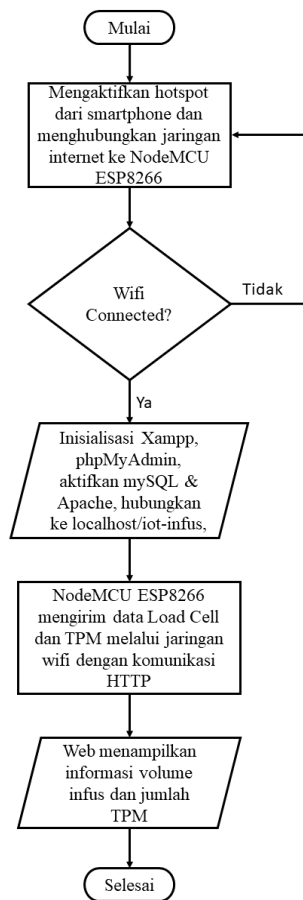 Mulai
Mengaktifkan hotspot
dari smartphone dan
menghubungkan jaringan
internet ke NodeMCU
ESP8266
Wifi
Connected?
Tidak
Ya
Inisialisasi Xampp,
phpMyAdmin,
aktifkan mySQL &
Apache, hubungkan
ke localhost/iot-infus,
NodeMCU ESP8266
mengirim data Load Cell
dan TPM melalui jaringan
wifi dengan komunikasi
HTTP
Web menampilkan
informasi volume
infus dan jumlah
TPM
Selesai